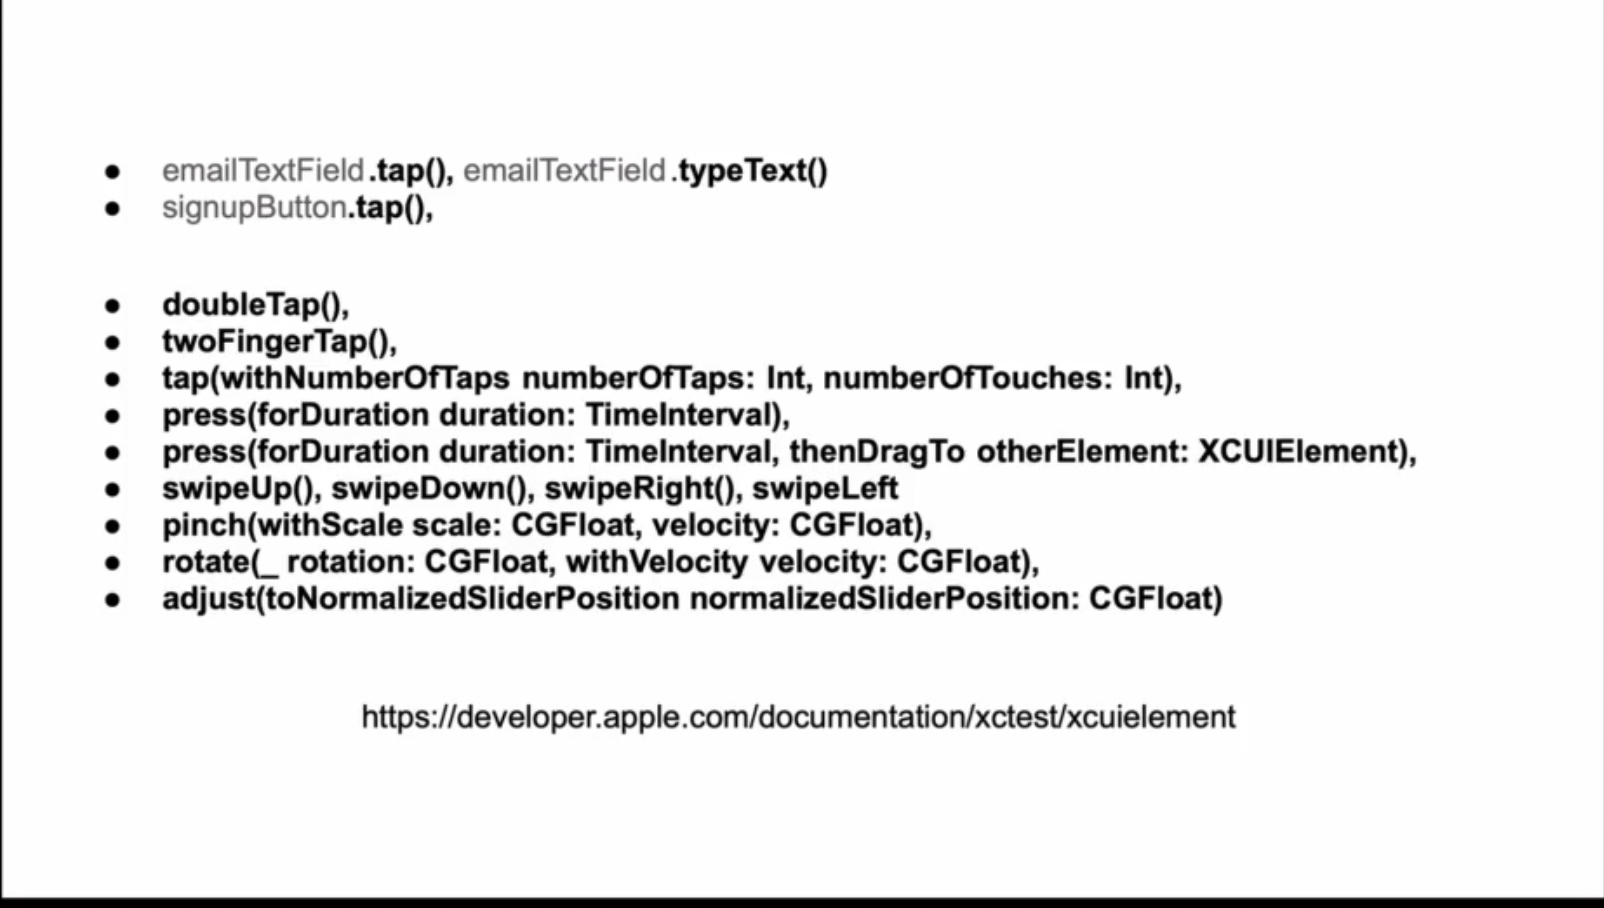 ● emailTextField.tap(), emailTextField.typeText()
● signupButton.tap(),
● doubleTap(),
● twoFingerTap(),
● tap(withNumberOfTaps numberOfTaps: Int, numberOfTouches: Int),
● press(forDuration duration: TimeInterval),
● press(forDuration duration: TimeInterval, thenDragTo otherElement: XCUIElement),
● swipeUp(), swipeDown(), swipeRight(), swipeLeft
● pinch(withScale scale: CGFloat, velocity: CGFloat),
● rotate(_ rotation: CGFloat, withVelocity velocity: CGFloat),
● adjust(toNormalizedSliderPosition normalizedSliderPosition: CGFloat)
https://developer.apple.com/documentation/xctest/xcuielement